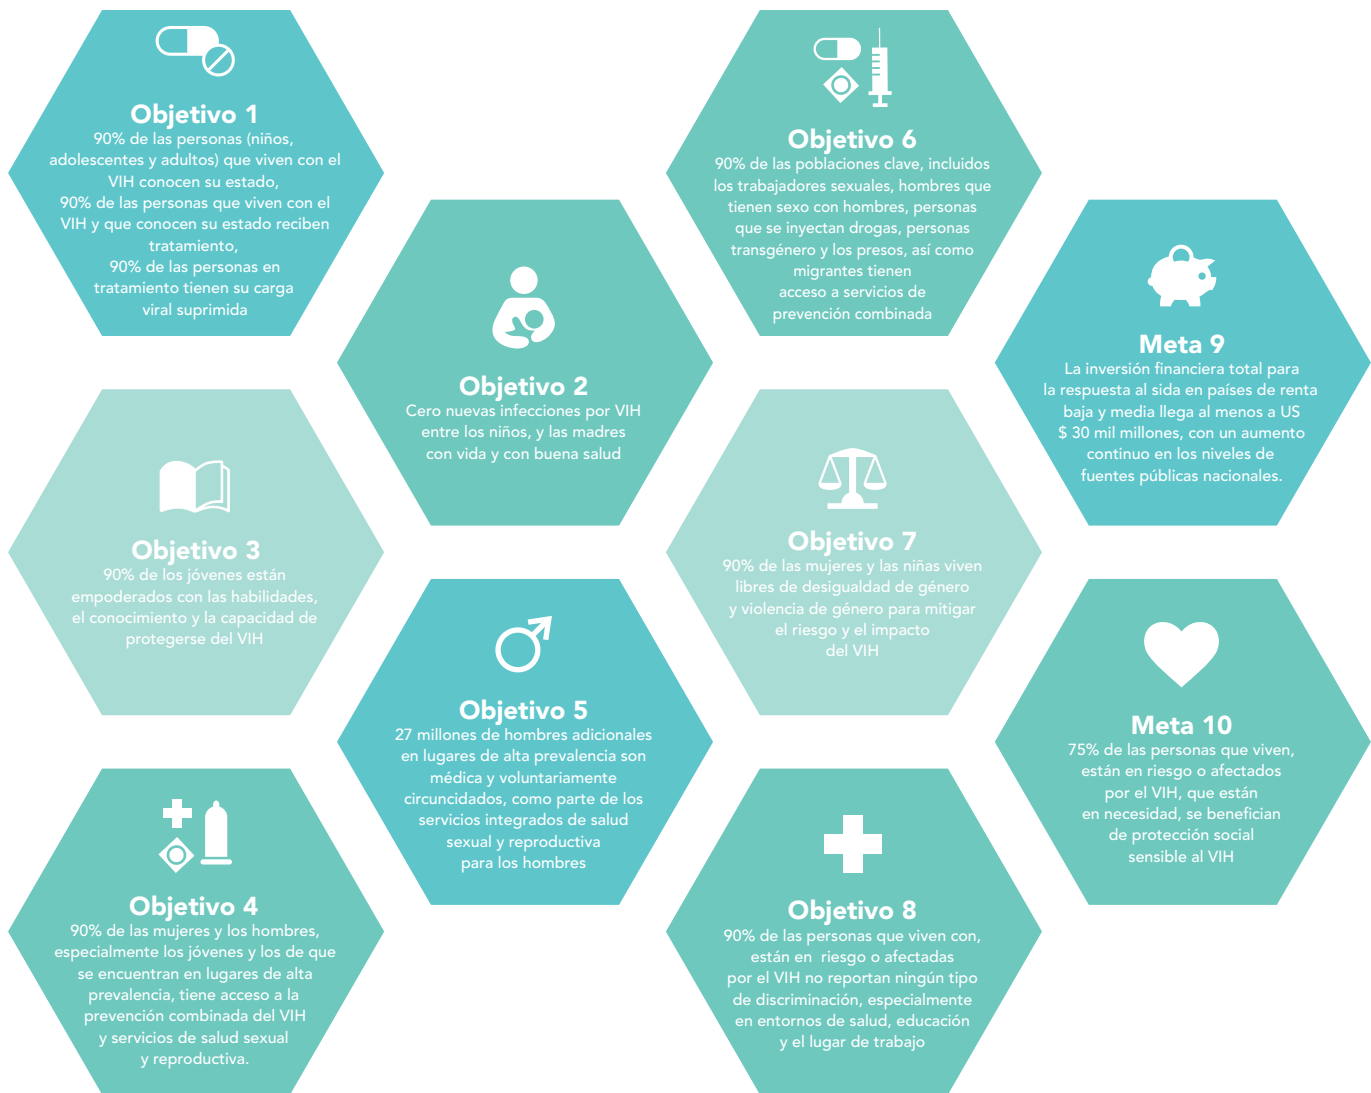 Objetivo 1
90% de las personas (niños,
adolescentes y adultos) que viven con el
VIH conocen su estado,
90% de las personas que viven con el
VIH y que conocen su estado reciben
tratamiento,
90% de las personas en
tratamiento tienen su carga
viral suprimida
Objetivo 2
Cero nuevas infecciones por VIH
entre los niños, y las madres
con vida y con buena salud
Objetivo 3
90% de los jóvenes están
empoderados con las habilidades,
el conocimiento y la capacidad de
protegerse del VIH
Objetivo 4
90% de las mujeres y los hombres,
especialmente los jóvenes y los de que
se encuentran en lugares de alta
prevalencia, tiene acceso a la
prevención combinada del VIH
y servicios de salud sexual
y reproductiva.
Objetivo 5
27 millones de hombres adicionales
en lugares de alta prevalencia son
médica y voluntariamente
circuncidados, como parte de los
servicios integrados de salud
sexual y reproductiva
para los hombres
Objetivo 6
90% de las poblaciones clave, incluidos
los trabajadores sexuales, hombres que
tienen sexo con hombres, personas
que se inyectan drogas, personas
transgénero y los presos, así como
migrantes tienen
acceso a servicios de
prevención combinada
Objetivo 7
90% de las mujeres y las niñas viven
libres de desigualdad de género
y violencia de género para mitigar
el riesgo y el impacto
del VIH
Objetivo 8
90% de las personas que viven con,
están en riesgo o afectadas
por el VIH no reportan ningún tipo
de discriminación, especialmente
en entornos de salud, educación
y el lugar de trabajo
Meta 9
La inversión financiera total para
la respuesta al sida en países de renta
baja y media llega al menos a US
$ 30 mil millones, con un aumento
continuo en los niveles de
fuentes públicas nacionales.
Meta 10
75% de las personas que viven,
están en riesgo o afectados
por el VIH, que están
en necesidad, se benefician
de protección social
sensible al VIH